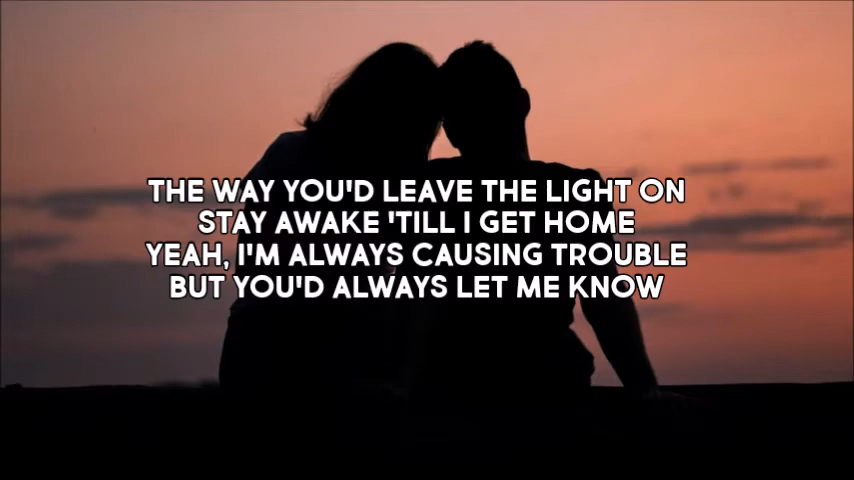 THE WAY YOU'D LEAVE THE LIGHT ON
STAY AWAKE 'TILL I GET HOME
YEAH, I'M ALWAYS CAUSING TROUBLE
BUT YOU'D ALWAYS LET ME KNOW